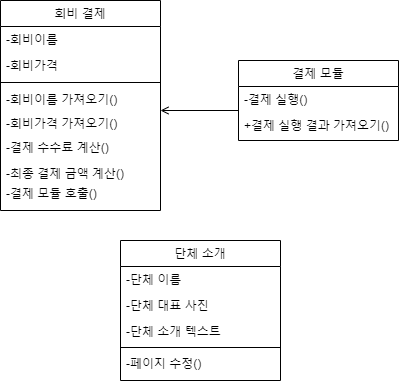 회비 결제
-회비이름
-회비가격
-회비이름 가져오기()
-회비가격 가져오기()
-결제 수수료 계산()
-최종 결제 금액 계산()
-결제 모듈 호출()
결제 모듈
-결제 실행()
+결제 실행 결과 가져오기()
단체 소개
-단체 이름
-단체 대표 사진
-단체 소개 텍스트
-페이지 수정()